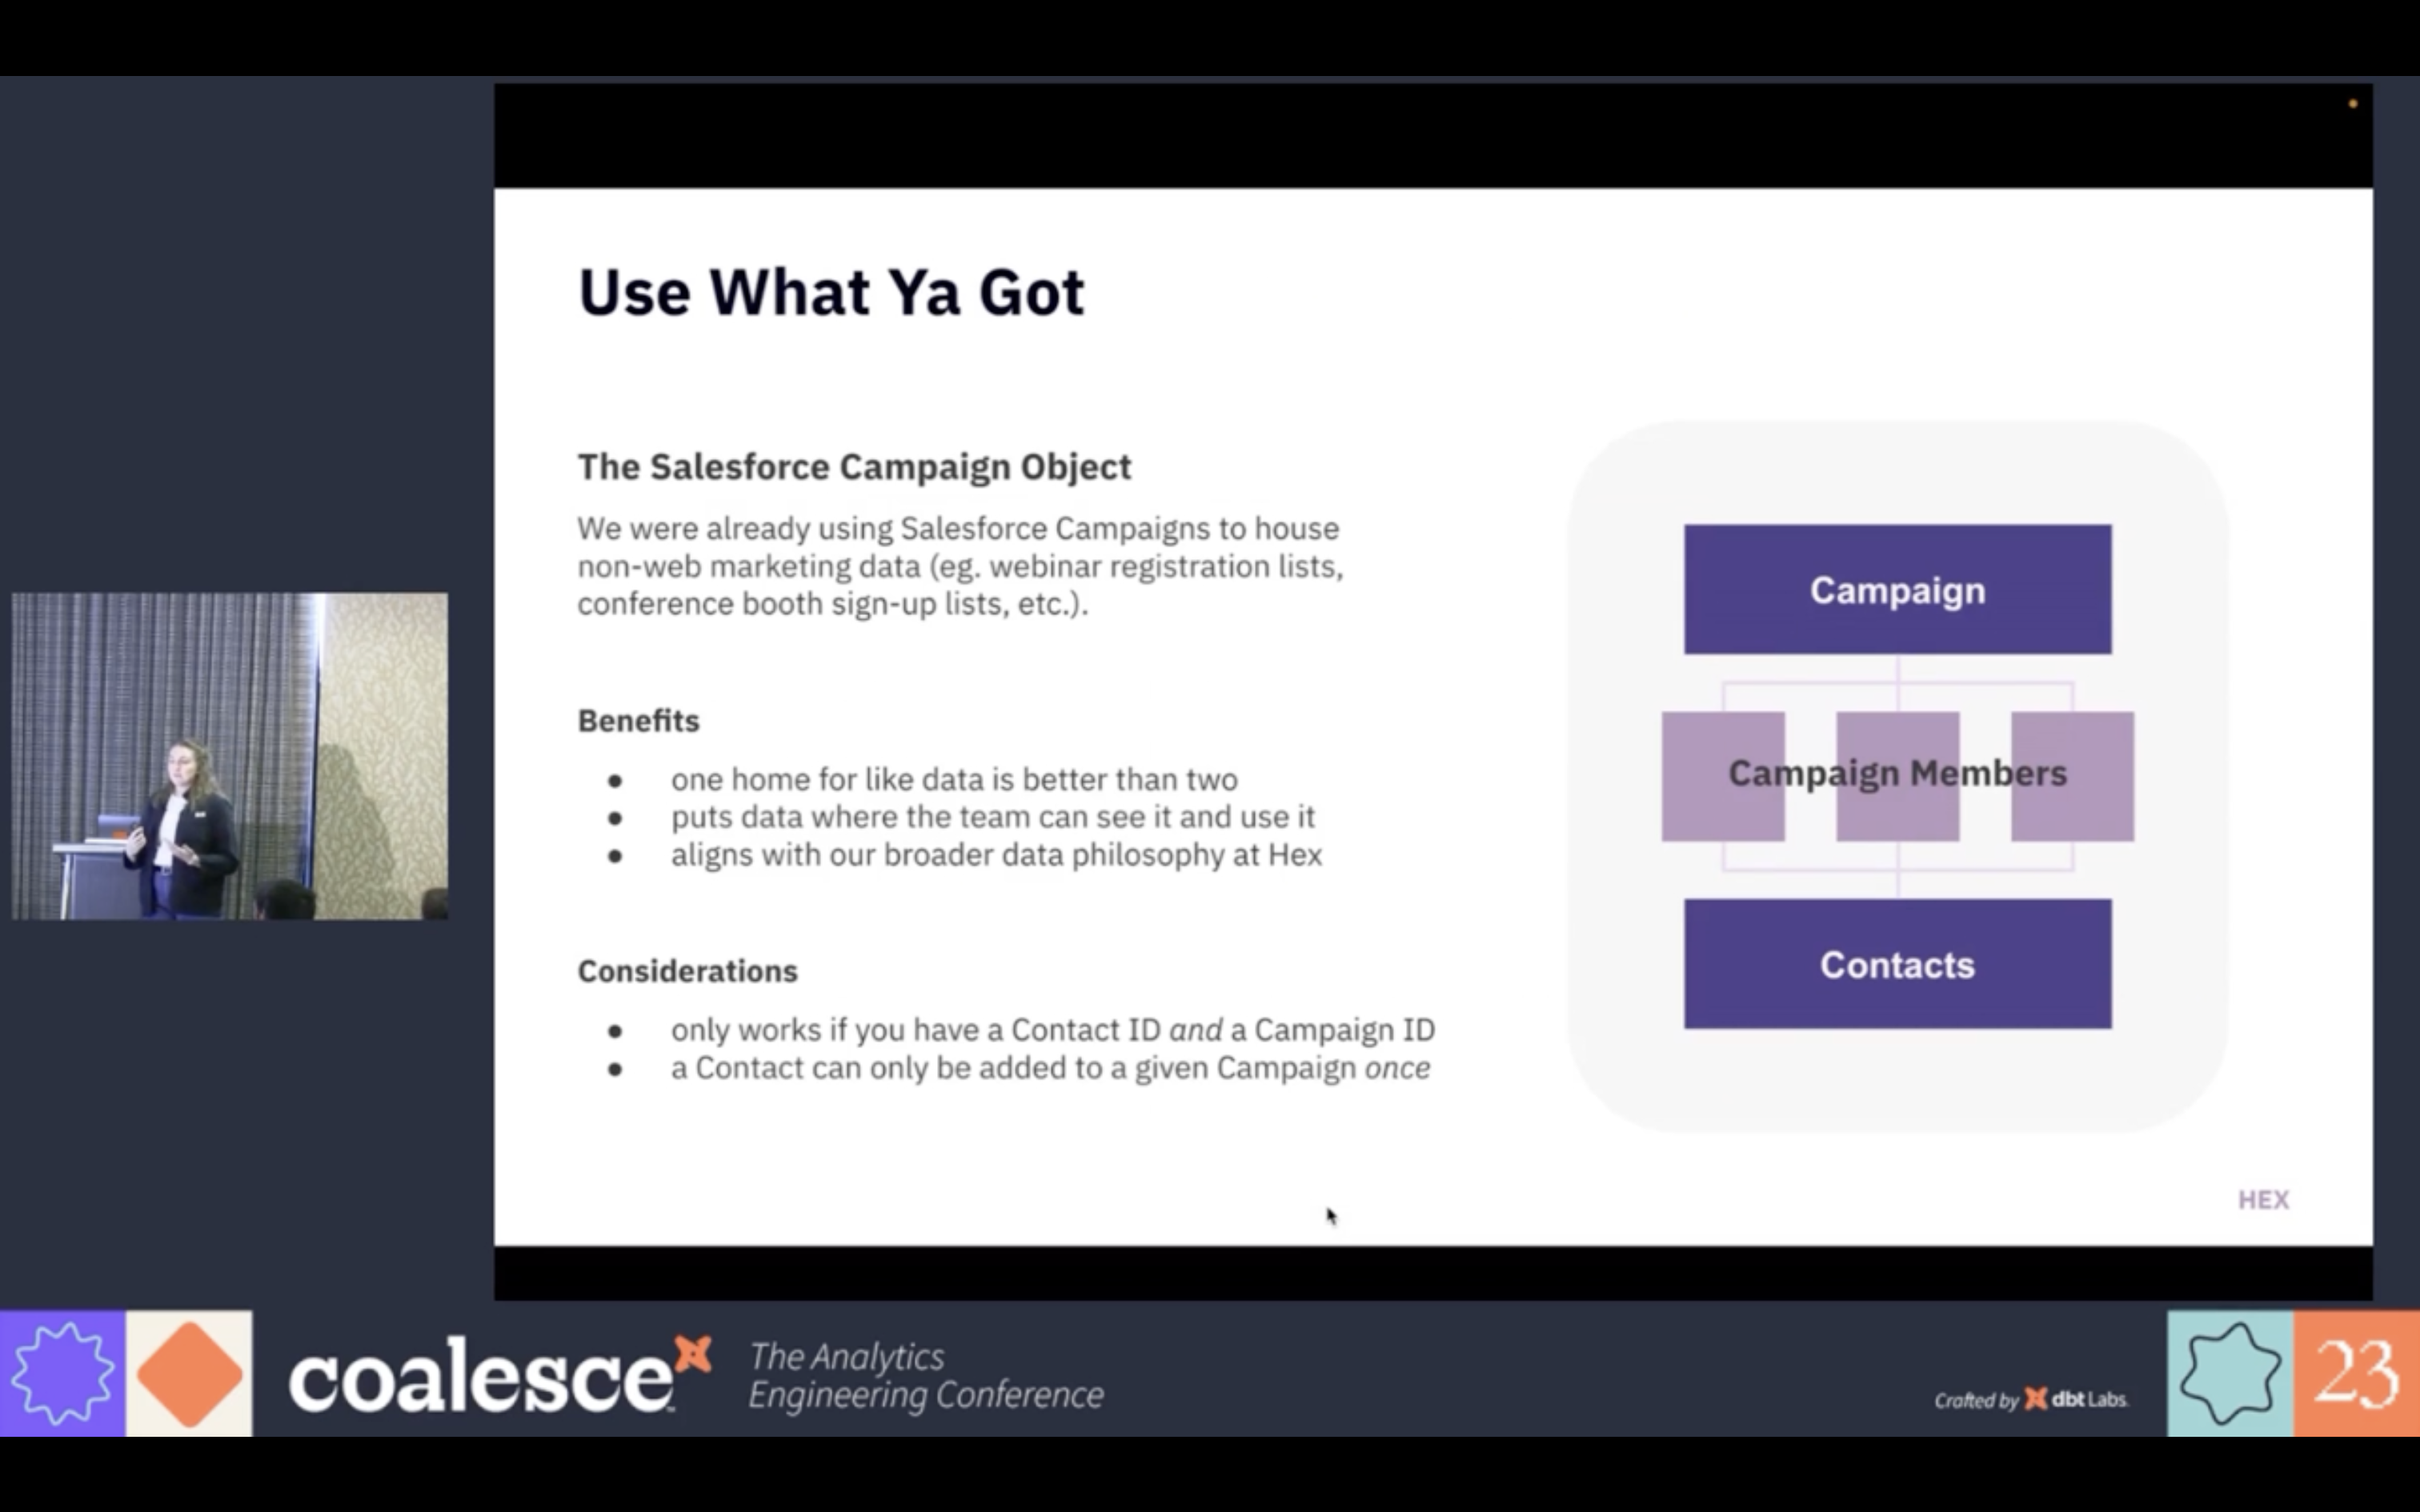 Use What Ya Got
The Salesforce Campaign Object
We were already using Salesforce Campaigns to house
non-web marketing data (eg. webinar registration lists,
conference booth sign-up lists, etc.).
Benefits
● one home for like data is better than two
● puts data where the team can see it and use it
● aligns with our broader data philosophy at Hex
Considerations
● only works if you have a Contact ID and a Campaign ID
● a Contact can only be added to a given Campaign once
Campaign
Campaign Members
Contacts
HEX
coalesce
The Analytics
Engineering Conference
Crafted by dbt Labs
23